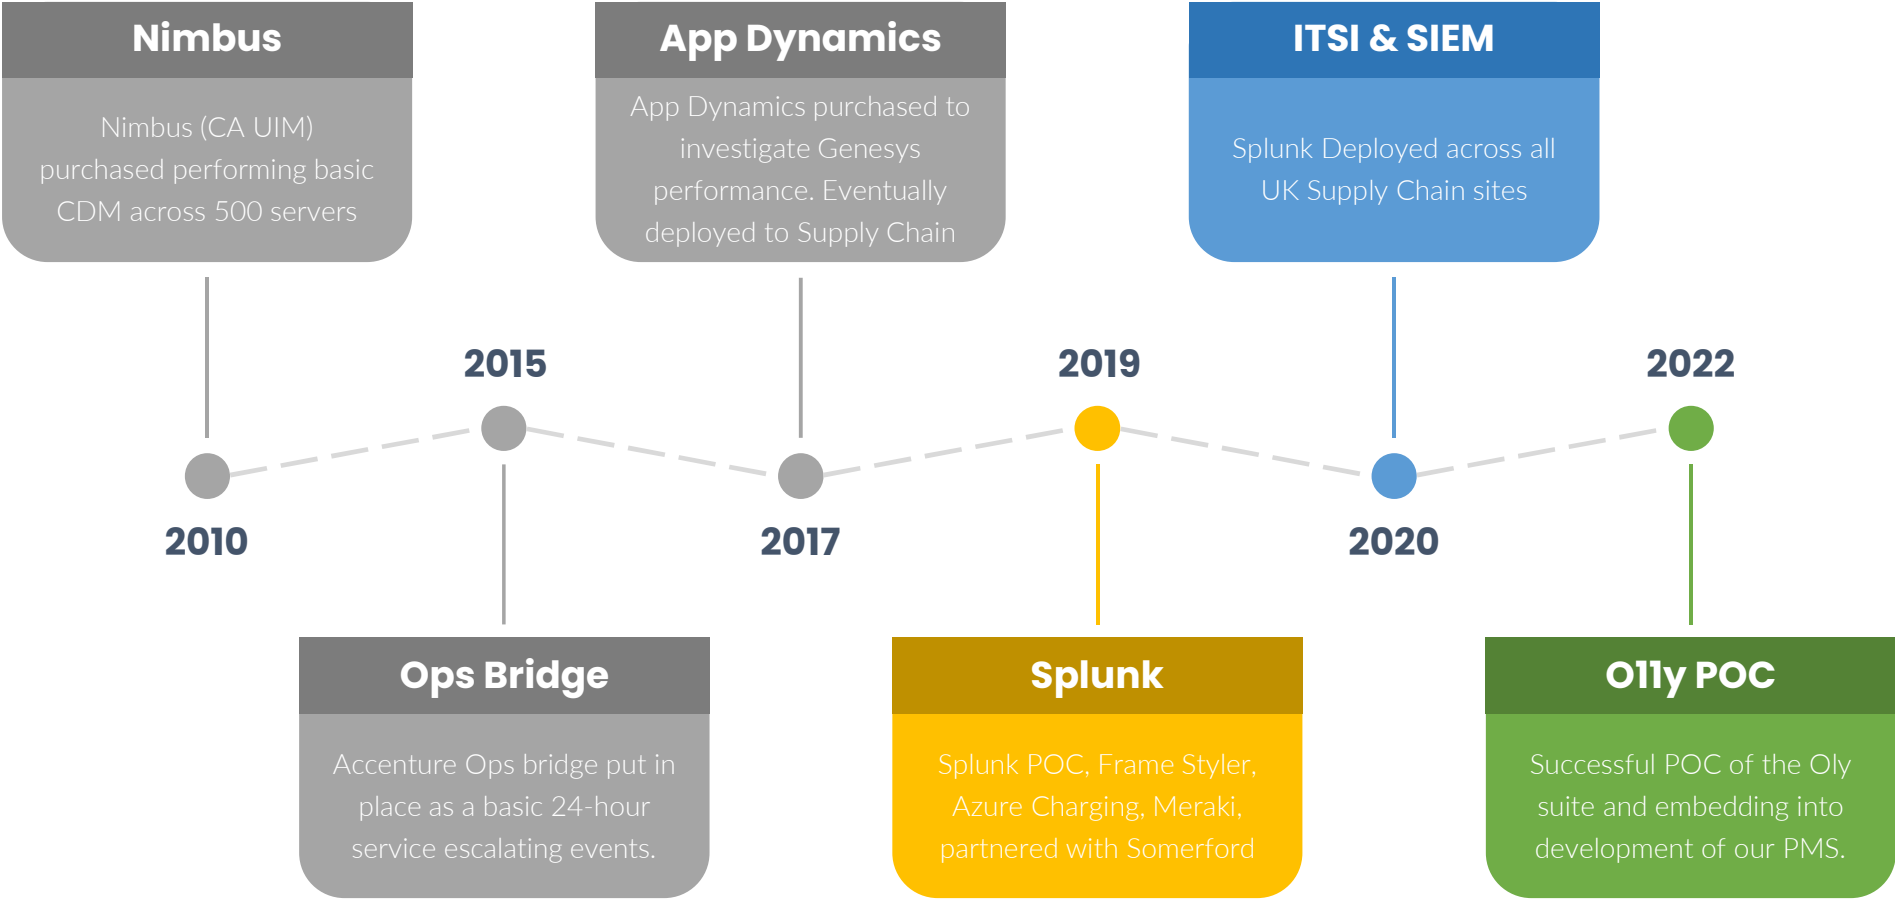 Nimbus
Nimbus (CA UIM)
purchased performing basic
CDM across 500 servers
App Dynamics
App Dynamics purchased to
investigate Genesys
performance. Eventually
deployed to Supply Chain
ITSI & SIEM
Splunk Deployed across all
UK Supply Chain sites
2015
2019
2022
2010
2017
2020
Ops Bridge
Accenture Ops bridge put in
place as a basic 24-hour
service escalating events.
Splunk
Splunk POC, Frame Styler,
Azure Charging, Meraki,
partnered with Somerford
O11y POC
Successful POC of the Oly
suite and embedding into
development of our PMS.